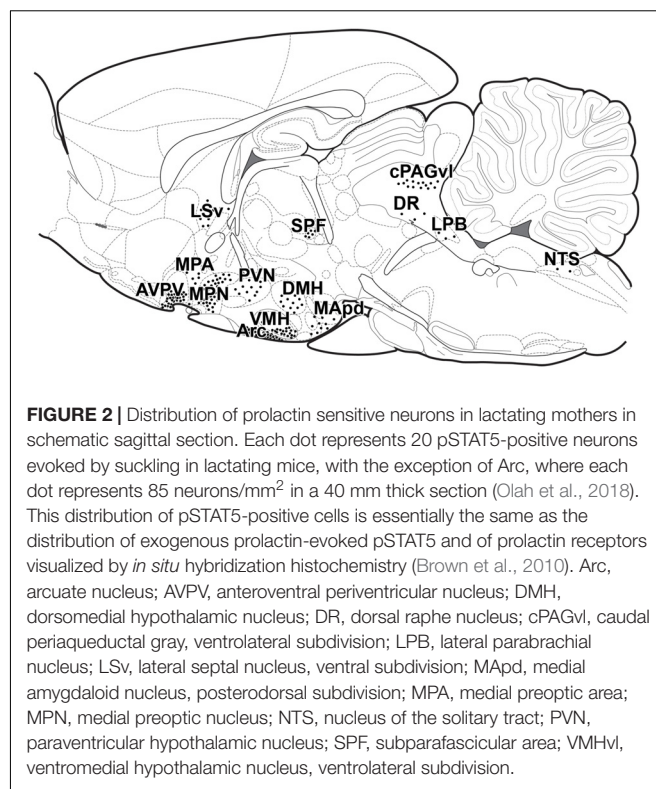 cPAGvl
DR
LPB
LSv
SPF
NTS
MPA
PVN
AVPV
MPN
DMH
MApd
VMH
Arc
FIGURE 2 | Distribution of prolactin sensitive neurons in lactating mothers in
schematic sagittal section. Each dot represents 20 pSTAT5-positive neurons
evoked by suckling in lactating mice, with the exception of Arc, where each
dot represents 85 neurons/mm² in a 40 mm thick section (Olah et al., 2018).
This distribution of pSTAT5-positive cells is essentially the same as the
distribution of exogenous prolactin-evoked pSTAT5 and of prolactin receptors
visualized by in situ hybridization histochemistry (Brown et al., 2010). Arc,
arcuate nucleus; AVPV, anteroventral periventricular nucleus; DMH,
dorsomedial hypothalamic nucleus; DR, dorsal raphe nucleus; cPAGvl, caudal
periaqueductal gray, ventrolateral subdivision; LPB, lateral parabrachial
nucleus; LSv, lateral septal nucleus, ventral subdivision; MApd, medial
amygdaloid nucleus, posterodorsal subdivision; MPA, medial preoptic area;
MPN, medial preoptic nucleus; NTS, nucleus of the solitary tract; PVN,
paraventricular hypothalamic nucleus; SPF, subparafascicular area; VMHvl,
ventromedial hypothalamic nucleus, ventrolateral subdivision.